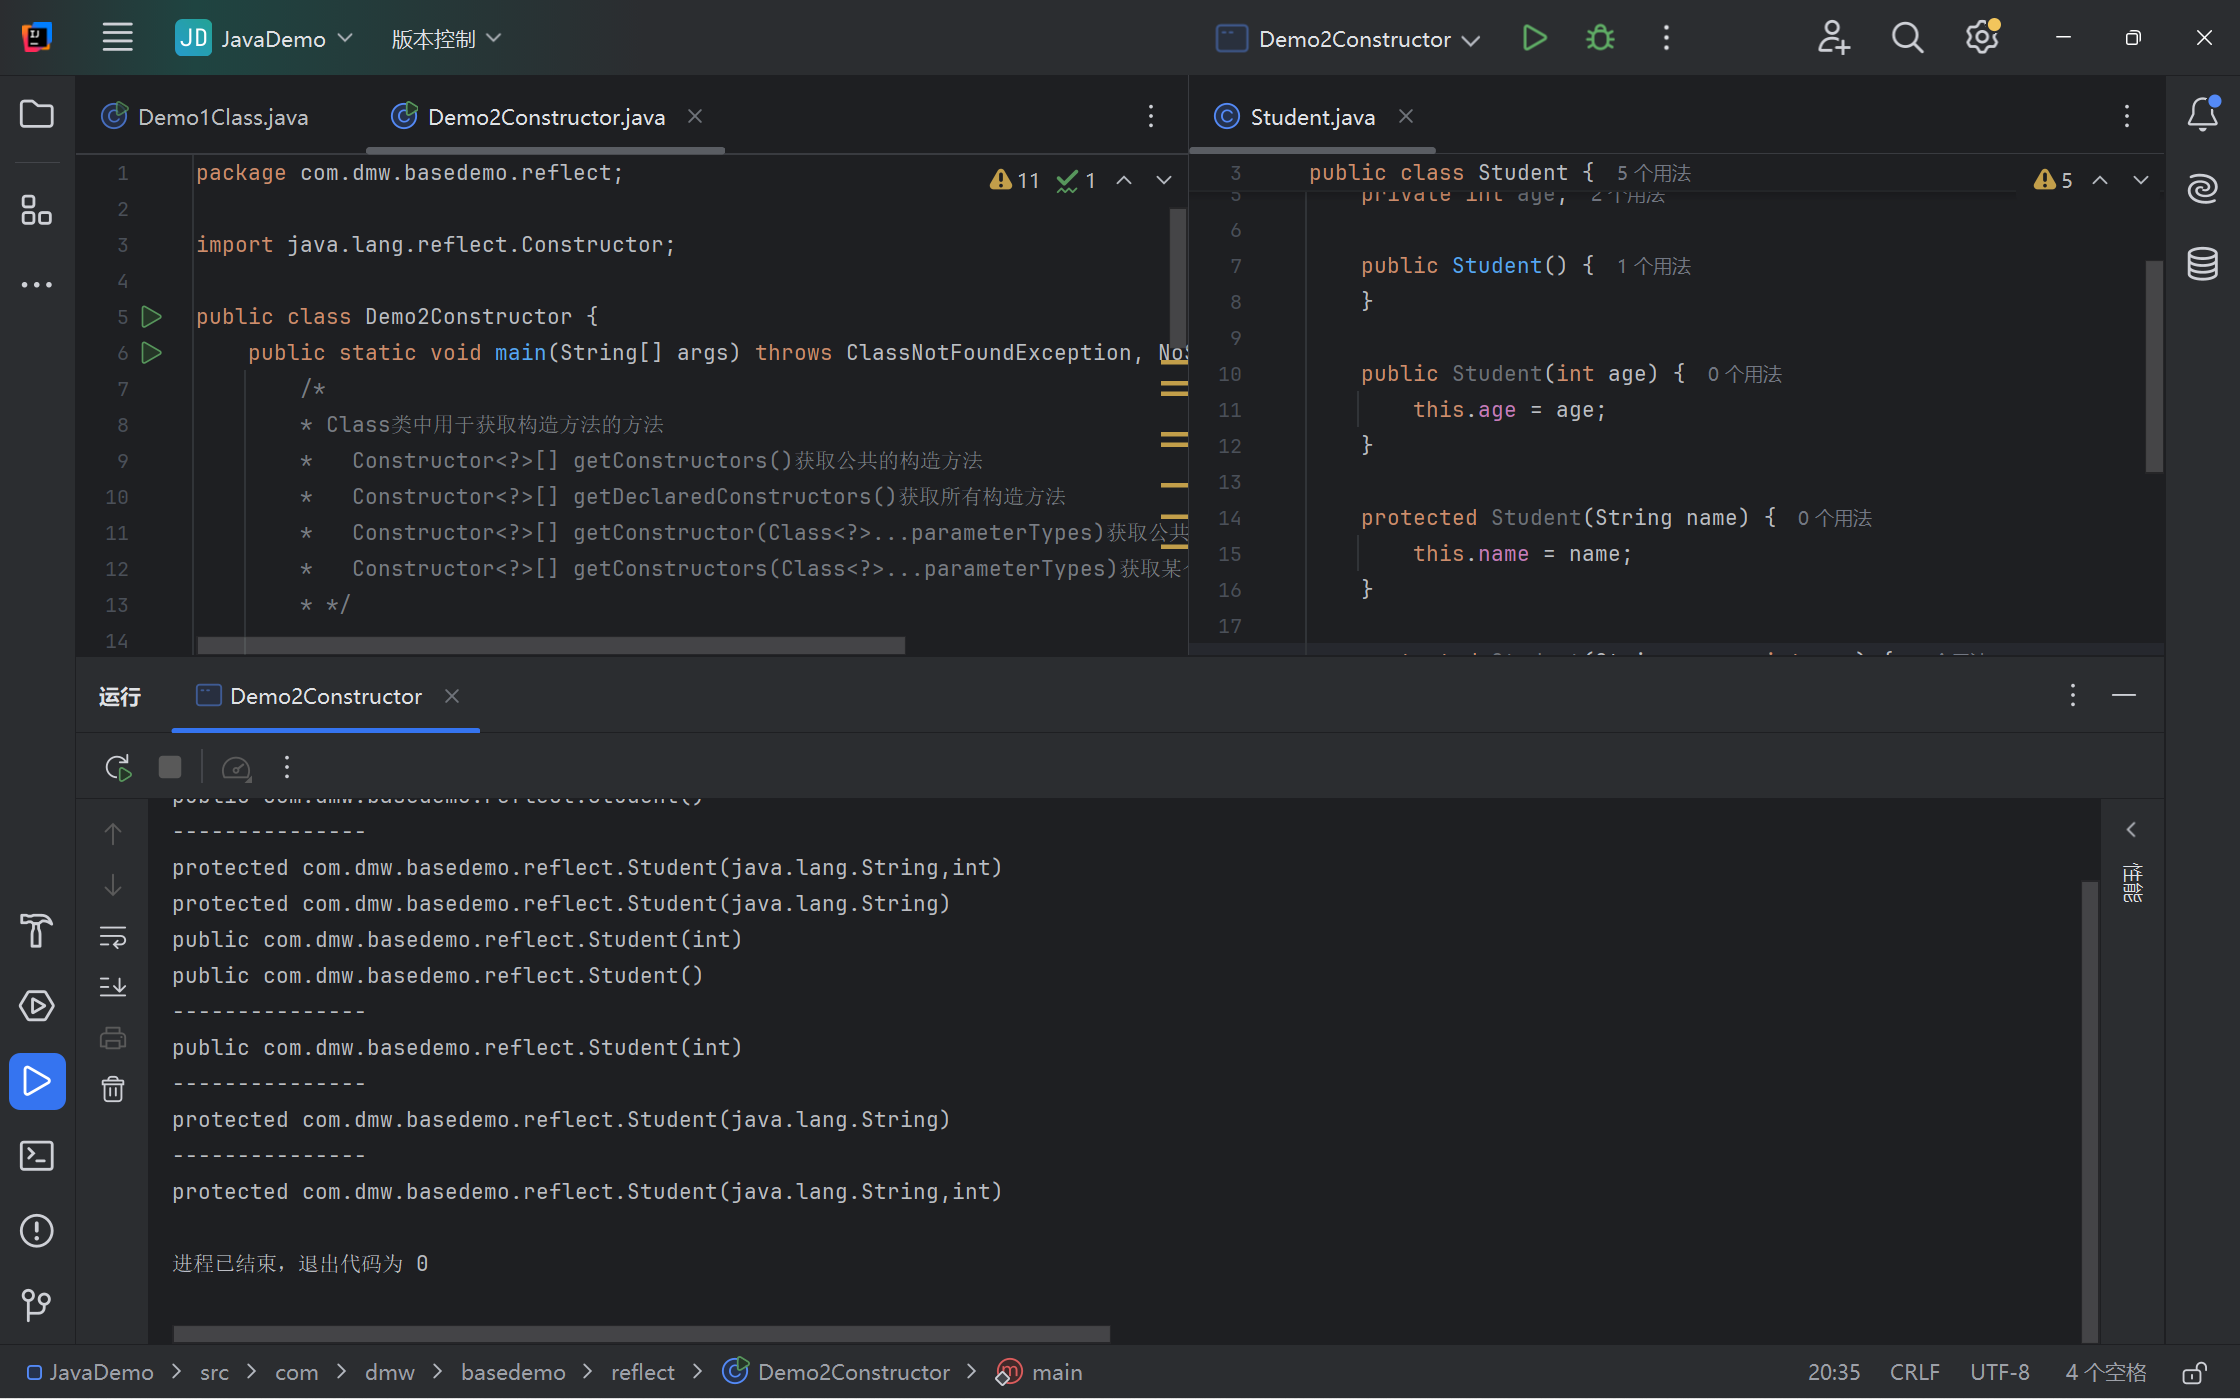 JD JavaDemo 版本控制 Demo2Constructor
Demo1Class.java Demo2Constructor.java Student.java
1 package com.dmw.basedemo.reflect; 11 1
2
3 import java.lang.reflect.Constructor;
4
5 public class Demo2Constructor {
6 public static void main(String[] args) throws ClassNotFoundException, NoS
7 /*
8 * Class类中用于获取构造方法的方法
9 * Constructor<?>[] getConstructors()获取公共的构造方法
10 * Constructor<?>[] getDeclaredConstructors()获取所有构造方法
11 * Constructor<?>[] getConstructor(Class<?>...parameterTypes)获取公共
12 * Constructor<?>[] getConstructors(Class<?>...parameterTypes)获取某
13 * */
14
3 public class Student { 5 个用法 5
5 private int age; 2 个用法
6
7 public Student() { 1 个用法
8 }
9
10 public Student(int age) { 0 个用法
11 this.age = age;
12 }
13
14 protected Student(String name) { 0 个用法
15 this.name = name;
16 }
17
运行 Demo2Constructor
public com.dmw.basedemo.reflect.Student()
---------------
protected com.dmw.basedemo.reflect.Student(java.lang.String,int)
protected com.dmw.basedemo.reflect.Student(java.lang.String)
public com.dmw.basedemo.reflect.Student(int)
public com.dmw.basedemo.reflect.Student()
---------------
public com.dmw.basedemo.reflect.Student(int)
---------------
protected com.dmw.basedemo.reflect.Student(java.lang.String)
---------------
protected com.dmw.basedemo.reflect.Student(java.lang.String,int)
进程已结束，退出代码为 0
性能
JavaDemo > src > com > dmw > basedemo > reflect > Demo2Constructor > main 20:35 CRLF UTF-8 4 个空格